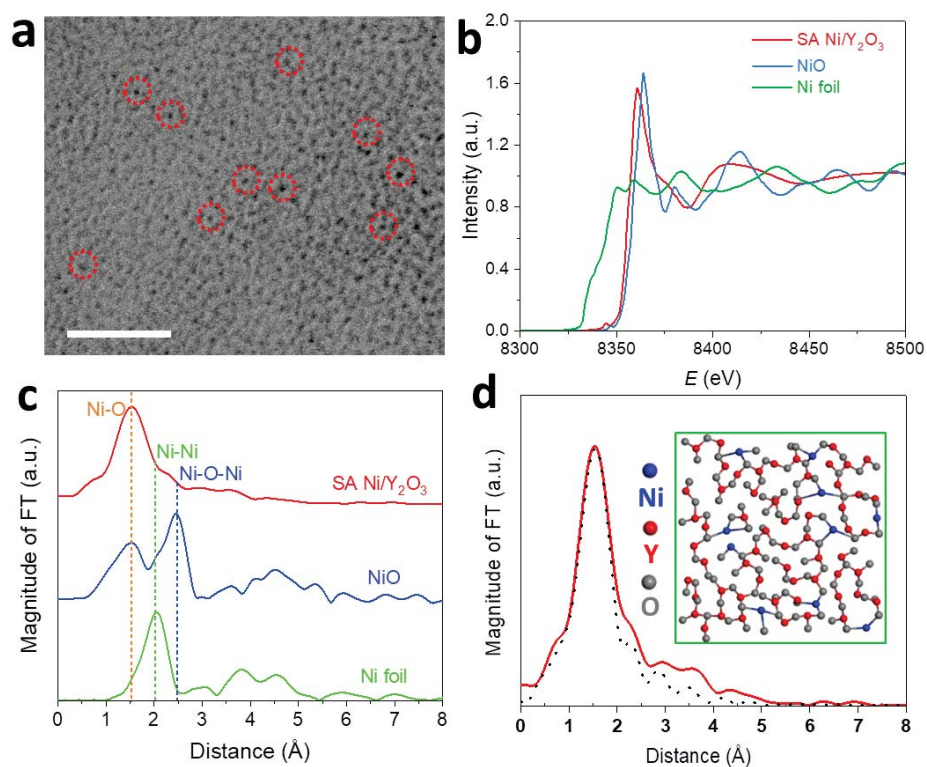 a
b
SA Ni/Y₂O₃
NiO
Ni foil
Intensity (a.u.)
1.6
1.2
0.8
0.4
0.0
8300 8350 8400 8450 8500
E (eV)
c
Ni-O
Ni-Ni
Ni-O-Ni
SA Ni/Y₂O₃
NiO
Ni foil
Magnitude of FT (a.u.)
0 1 2 3 4 5 6 7 8
Distance (Å)
d
Ni
Y
O
Magnitude of FT (a.u.)
0 1 2 3 4 5 6 7 8
Distance (Å)